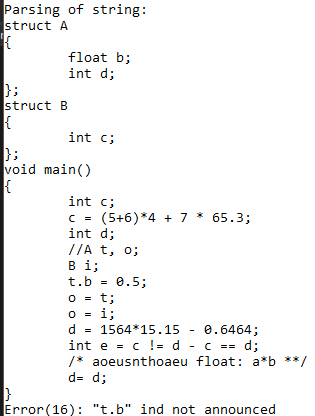 Parsing of string:
struct A
{
float b;
int d;
};
struct B
{
int c;
};
void main()
{
int c;
c = (5+6)*4 + 7 * 65.3;
int d;
//A t, o;
B i;
t.b = 0.5;
o = t;
o = i;
d = 1564*15.15 - 0.6464;
int e = c != d - c == d;
/* aoeusnthoaeu float: a*b **/
d= d;
}
Error(16): "t.b" ind not announced